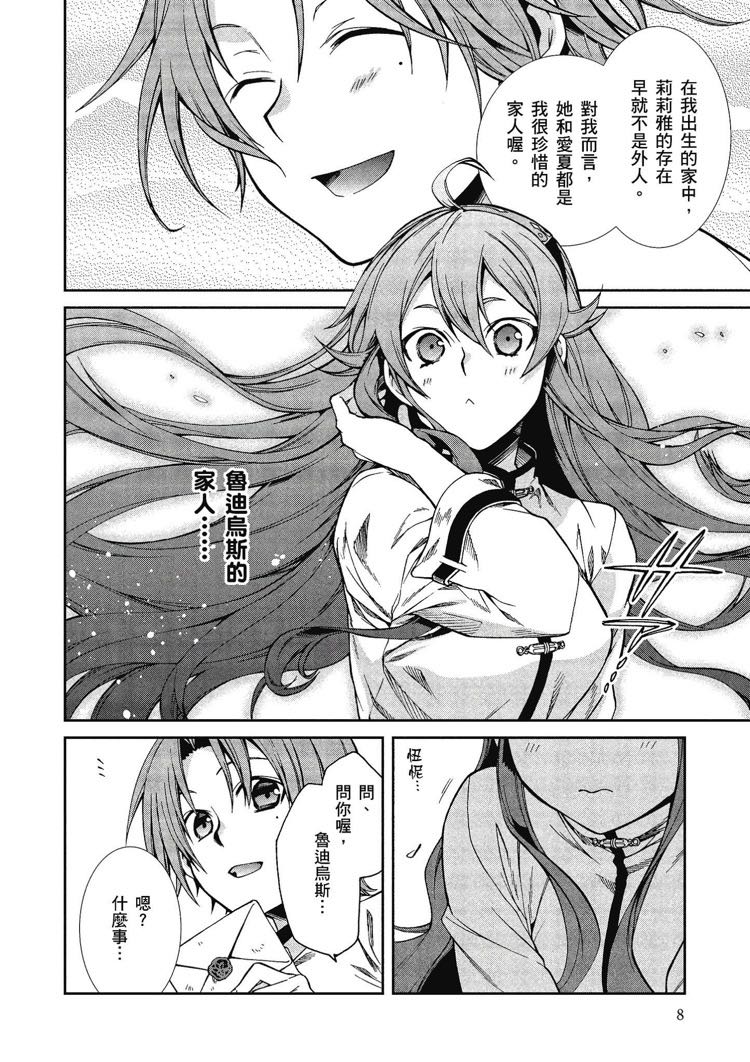 在我出生的家中，
莉莉雅的存在
早就不是外人。
對我而言，
她和愛夏都是
我很珍惜的
家人喔。
魯迪烏斯的
家人……
忸怩…
問、
問你喔，
魯迪烏斯…
嗯？
什麼事…
8